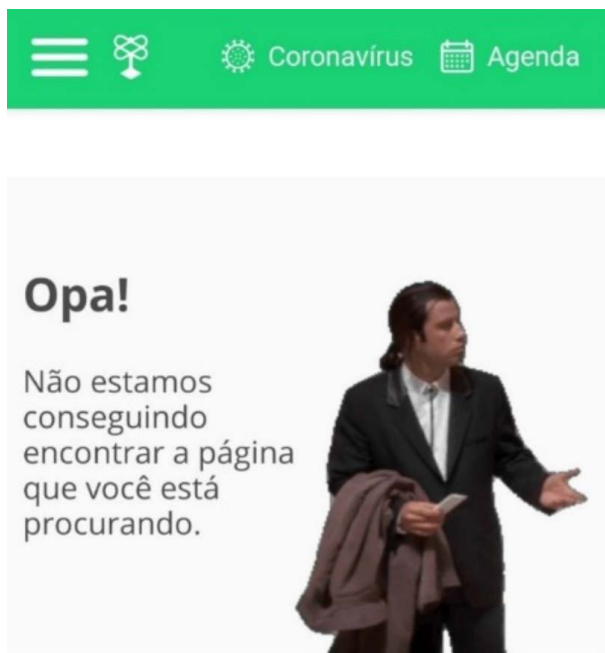 Coronavírus Agenda
Opa!
Não estamos
conseguindo
encontrar a página
que você está
procurando.